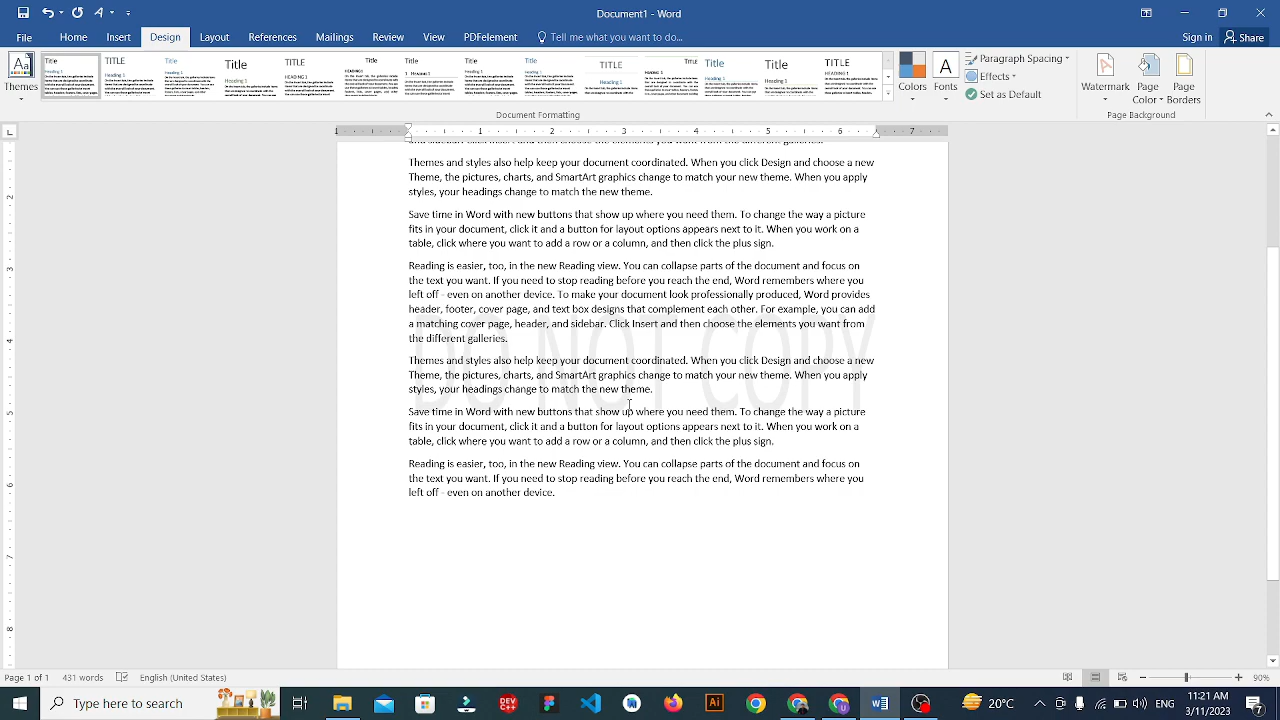 Document1 - Word
File Home Insert Design Layout References Mailings Review View PDFelement Tell me what you want to do... Sign in Share
Themes Colors Fonts Paragraph Spacing
Effects
Set as Default
Watermark Page Color Page Borders
Document Formatting Page Background
Themes and styles also help keep your document coordinated. When you click Design and choose a new
Theme, the pictures, charts, and SmartArt graphics change to match your new theme. When you apply
styles, your headings change to match the new theme.
Save time in Word with new buttons that show up where you need them. To change the way a picture
fits in your document, click it and a button for layout options appears next to it. When you work on a
table, click where you want to add a row or a column, and then click the plus sign.
Reading is easier, too, in the new Reading view. You can collapse parts of the document and focus on
the text you want. If you need to stop reading before you reach the end, Word remembers where you
left off - even on another device. To make your document look professionally produced, Word provides
header, footer, cover page, and text box designs that complement each other. For example, you can add
a matching cover page, header, and sidebar. Click Insert and then choose the elements you want from
the different galleries.
DO NOT COPY
Themes and styles also help keep your document coordinated. When you click Design and choose a new
Theme, the pictures, charts, and SmartArt graphics change to match your new theme. When you apply
styles, your headings change to match the new theme.
Save time in Word with new buttons that show up where you need them. To change the way a picture
fits in your document, click it and a button for layout options appears next to it. When you work on a
table, click where you want to add a row or a column, and then click the plus sign.
Reading is easier, too, in the new Reading view. You can collapse parts of the document and focus on
the text you want. If you need to stop reading before you reach the end, Word remembers where you
left off - even on another device.
Page 1 of 1 431 words English (United States) 90%
Type here to search 20°C ENG 11:21 AM
3/11/2023